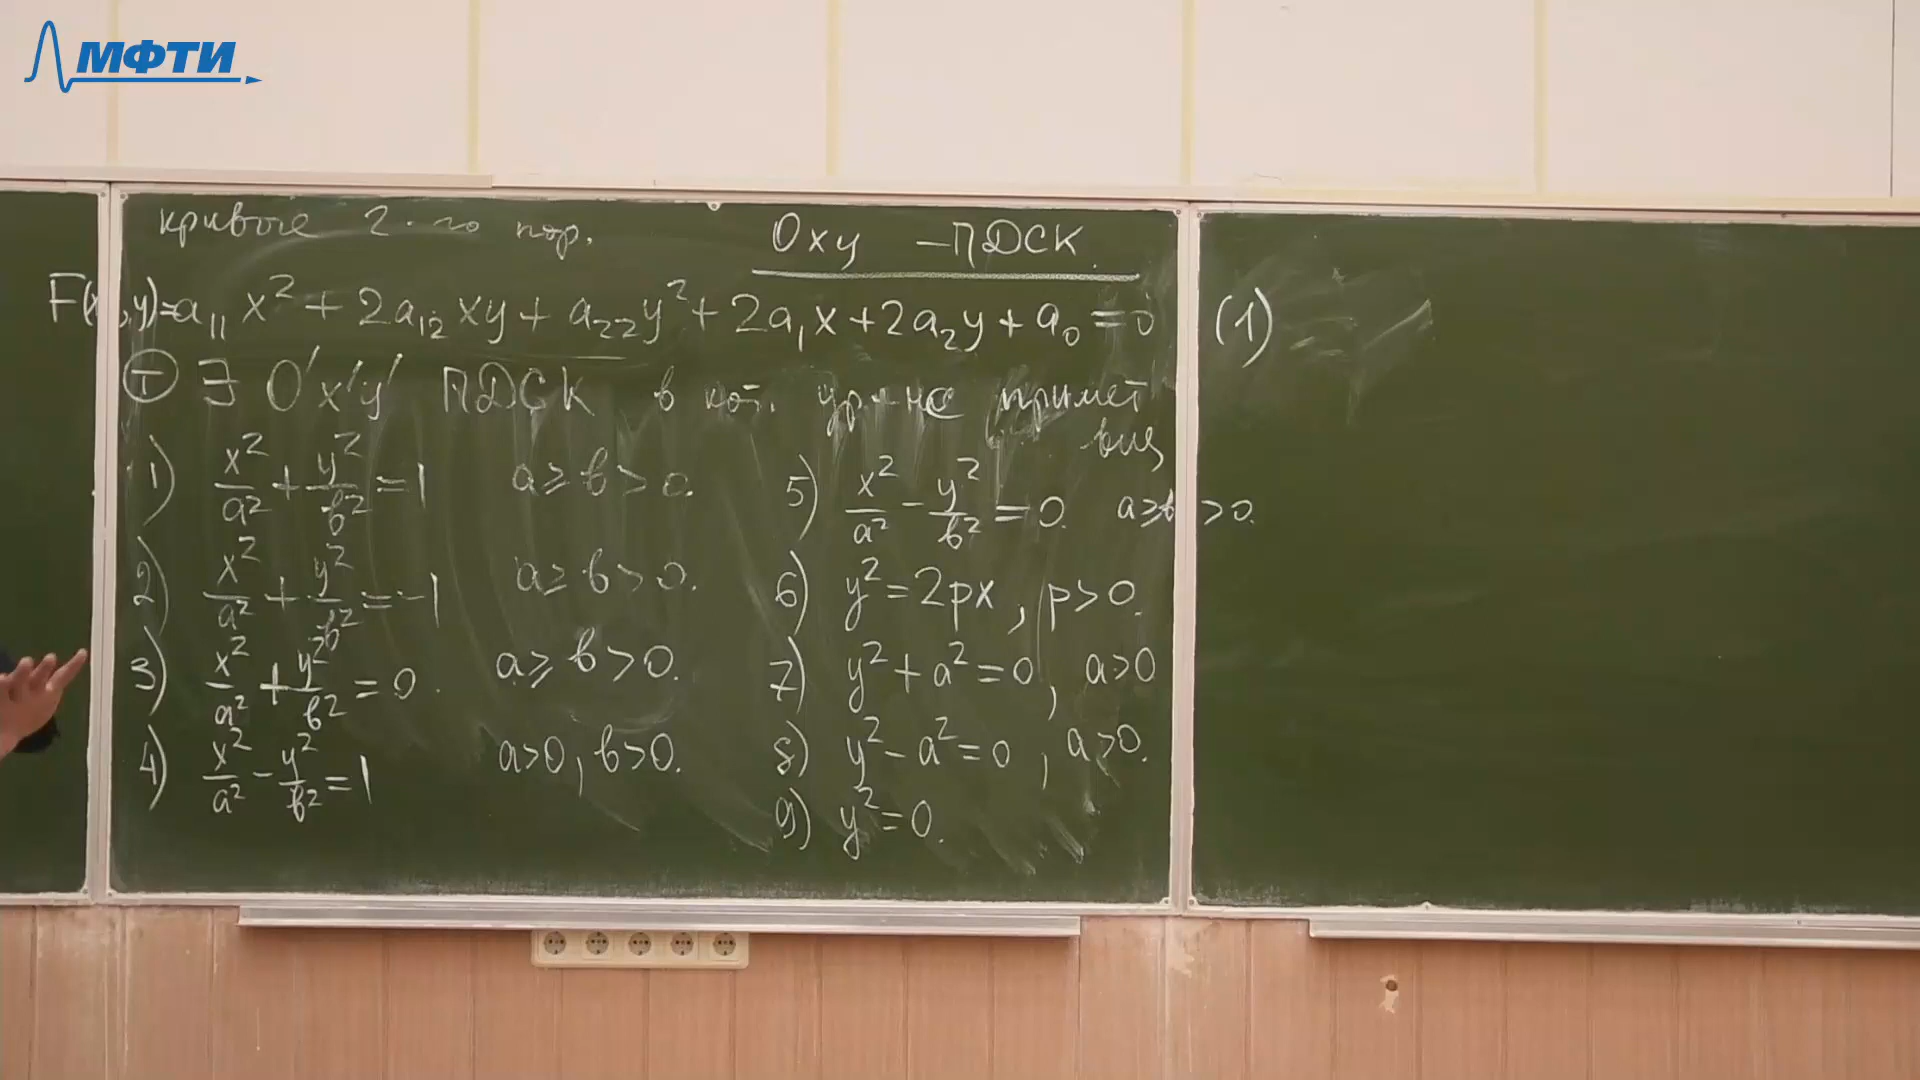 МФТИ
кривые 2-го пор.
Oxy – ПДСК.
F(x,y)=a₁₁x² + 2a₁₂xy + a₂₂y² + 2a₁x + 2a₂y + a₀ = 0 (1)
Ⓣ ∃ O'x'y' ПДСК в кот. ур-ние примет
вид
1) x²/a² + y²/b² = 1 a ≥ b > 0.
2) x²/a² + y²/b² = -1 a ≥ b > 0.
3) x²/a² + y²/b² = 0. a ≥ b > 0.
4) x²/a² - y²/b² = 1 a>0, b>0.
5) x²/a² - y²/b² = 0. a ≥ b > 0.
6) y² = 2px, p>0.
7) y² + a² = 0, a>0
8) y² - a² = 0, a>0.
9) y² = 0.